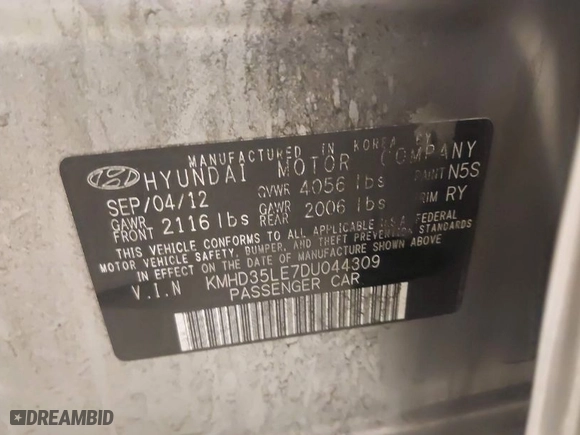 MANUFACTURED IN KOREA BY
HYUNDAI MOTOR COMPANY
SEP/04/12 GVWR 4056 lbs PAINT N5S
GAWR FRONT 2116 lbs GAWR REAR 2006 lbs TRIM RY
THIS VEHICLE CONFORMS TO ALL APPLICABLE U.S.A FEDERAL
MOTOR VEHICLE SAFETY, BUMPER, AND THEFT PREVENTION STANDARDS
IN EFFECT ON THE DATE OF MANUFACTURE SHOWN ABOVE.
V.I.N KMHD35LE7DU044309
PASSENGER CAR
DREAMBID